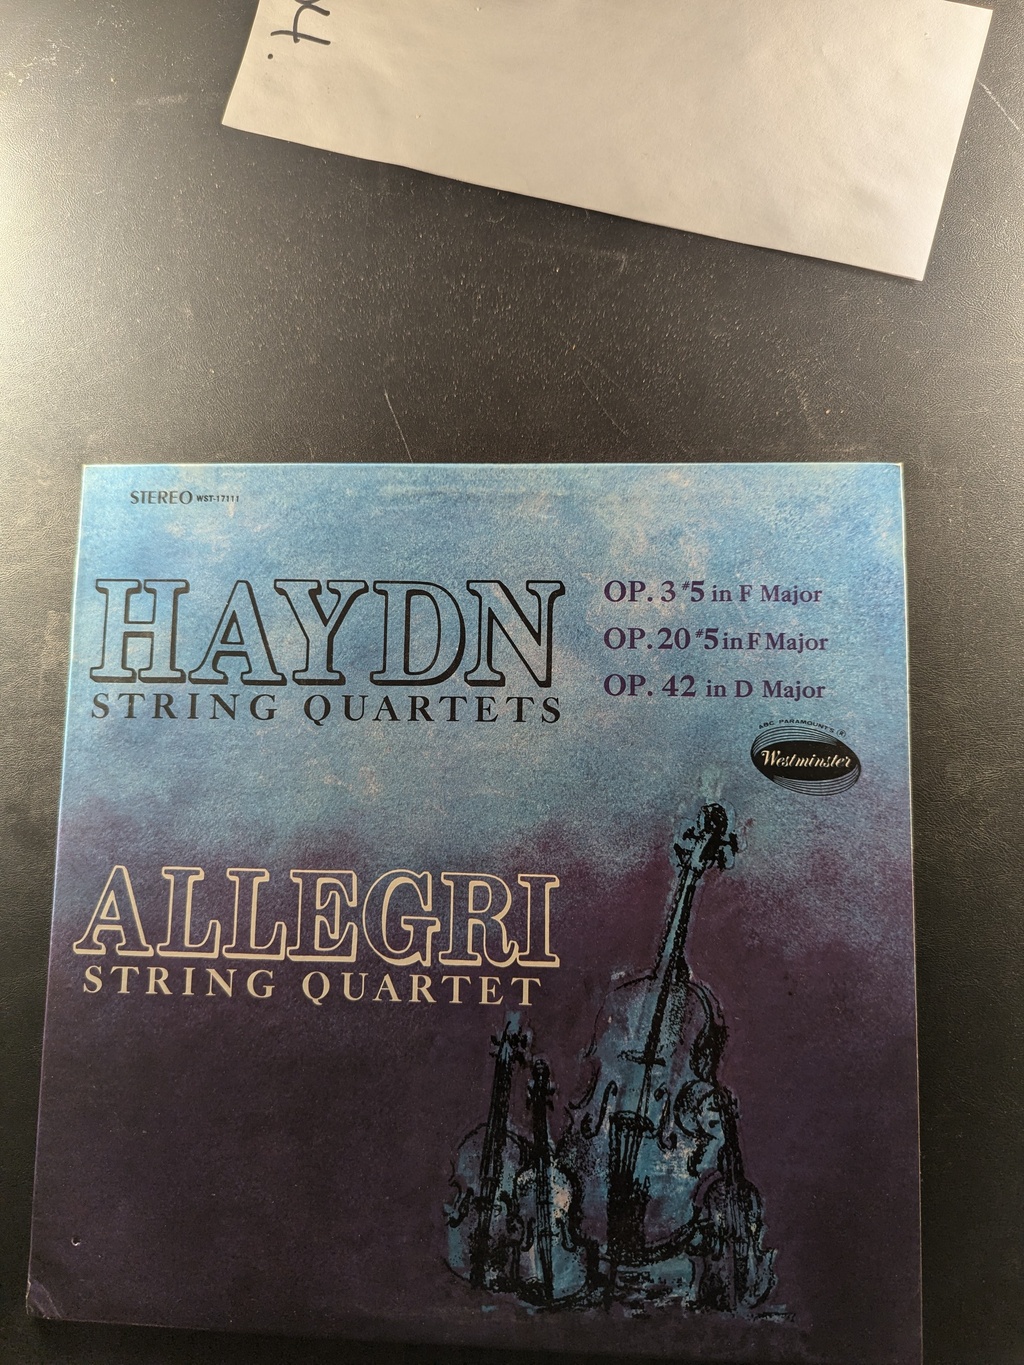 STEREO WST-17111
HAYDN
STRING QUARTETS
OP. 3 #5 in F Major
OP. 20 #5 in F Major
OP. 42 in D Major
ABC PARAMOUNT'S ®
Westminster
ALLEGRI
STRING QUARTET